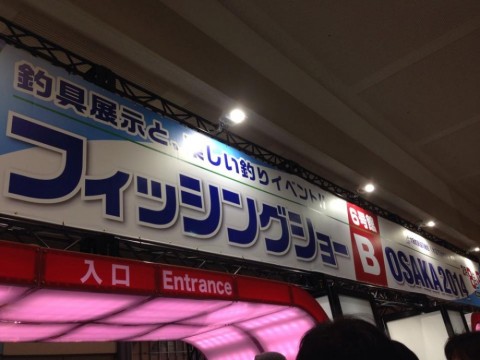 釣具展示と、楽しい釣りイベント!!
フィッシングショー
6号館
B
OSAKA 2014
入口 Entrance